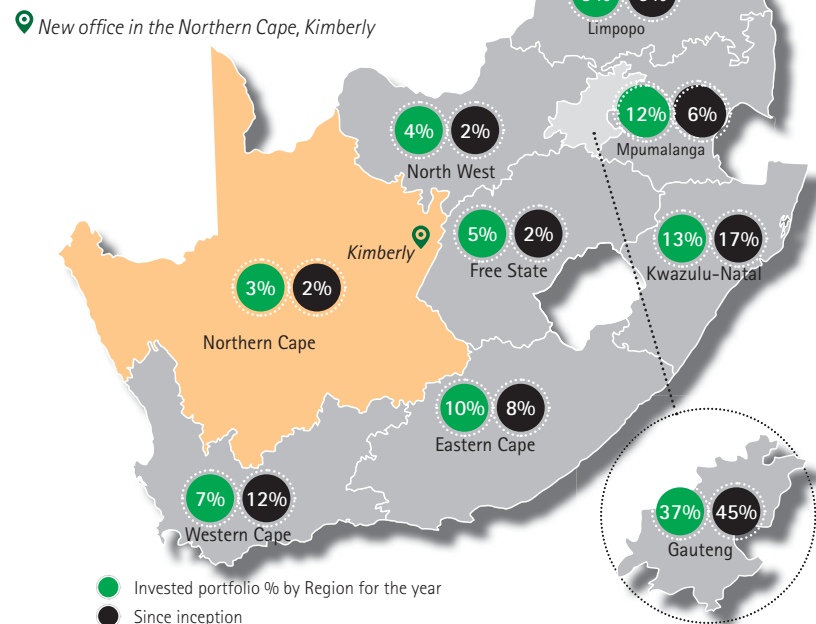 New office in the Northern Cape, Kimberly
Limpopo
4% 2%
North West
12% 6%
Mpumalanga
Kimberly
5% 2%
Free State
13% 17%
Kwazulu-Natal
3% 2%
Northern Cape
10% 8%
Eastern Cape
7% 12%
Western Cape
37% 45%
Gauteng
Invested portfolio % by Region for the year
Since inception